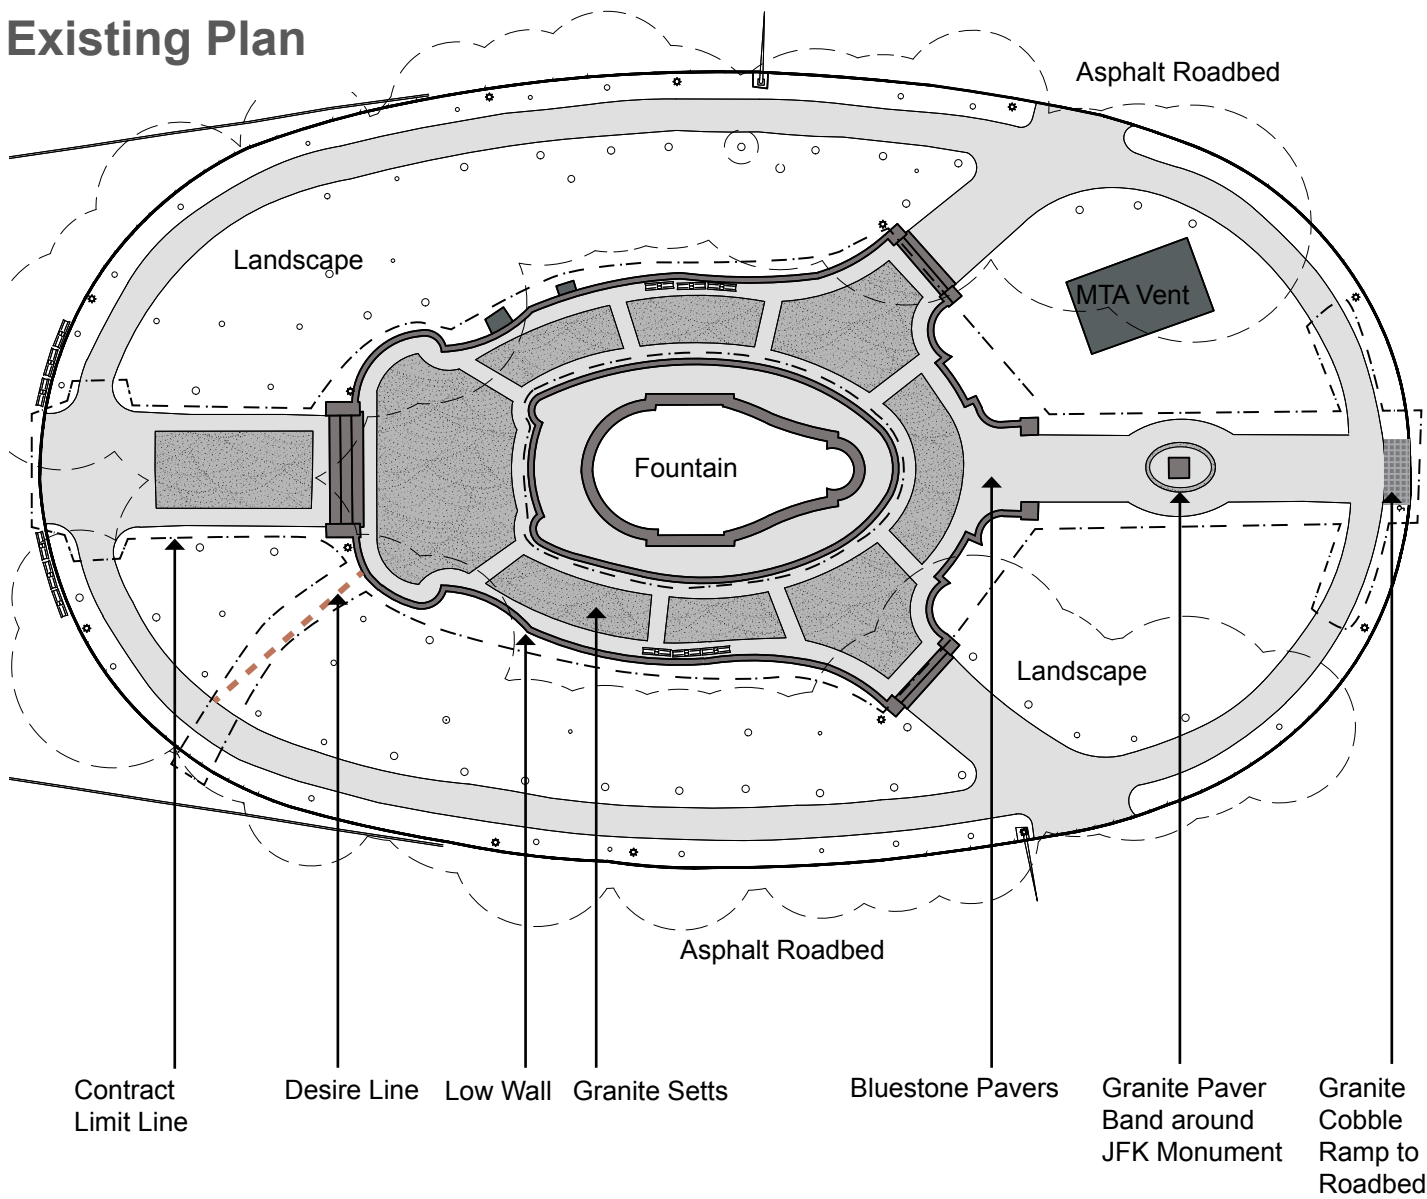 Existing Plan
Asphalt Roadbed
Landscape
MTA Vent
Fountain
Landscape
Asphalt Roadbed
Contract
Limit Line
Desire Line
Low Wall
Granite Setts
Bluestone Pavers
Granite Paver
Band around
JFK Monument
Granite
Cobble
Ramp to
Roadbed